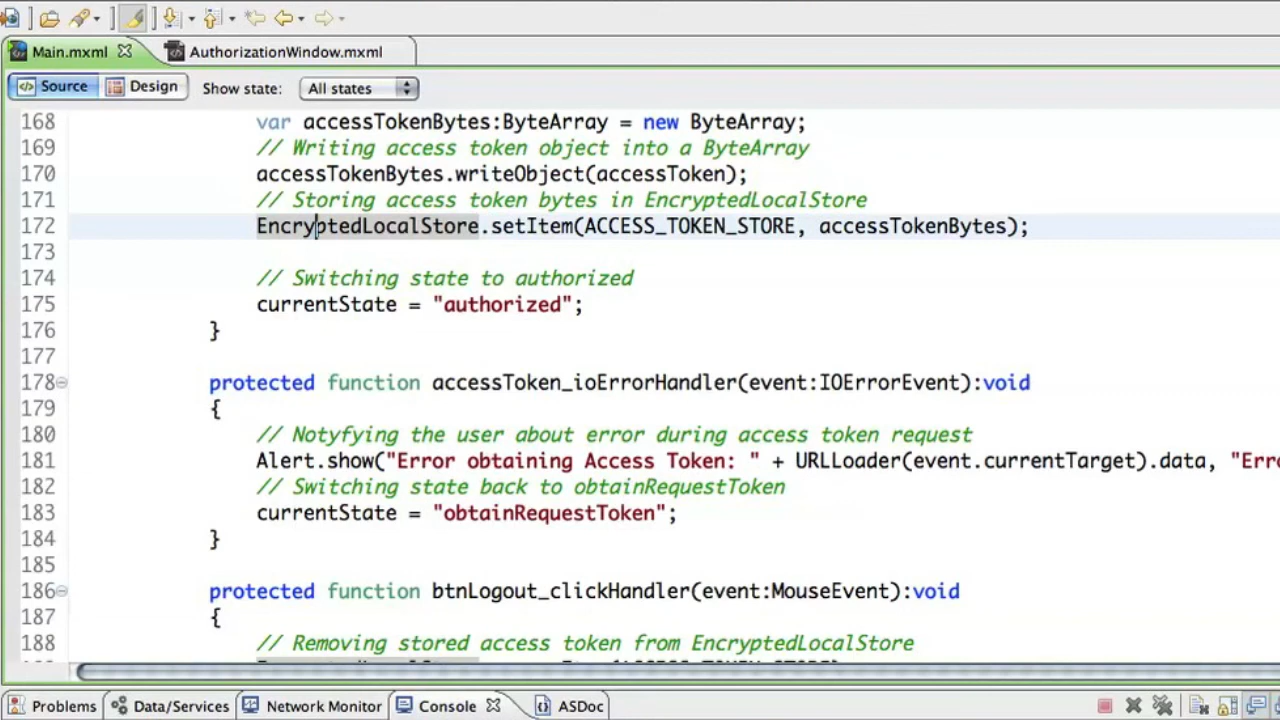 Main.mxml
AuthorizationWindow.mxml
Source
Design
Show state:
All states
168 var accessTokenBytes:ByteArray = new ByteArray;
169 // Writing access token object into a ByteArray
170 accessTokenBytes.writeObject(accessToken);
171 // Storing access token bytes in EncryptedLocalStore
172 EncryptedLocalStore.setItem(ACCESS_TOKEN_STORE, accessTokenBytes);
173
174 // Switching state to authorized
175 currentState = "authorized";
176 }
177
178 protected function accessToken_ioErrorHandler(event:IOErrorEvent):void
179 {
180 // Notyfying the user about error during access token request
181 Alert.show("Error obtaining Access Token: " + URLLoader(event.currentTarget).data, "Erro
182 // Switching state back to obtainRequestToken
183 currentState = "obtainRequestToken";
184 }
185
186 protected function btnLogout_clickHandler(event:MouseEvent):void
187 {
188 // Removing stored access token from EncryptedLocalStore
Problems
Data/Services
Network Monitor
Console
ASDoc